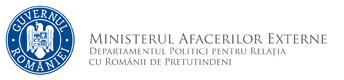 GUVERNUL
ROMÂNIEI
MINISTERUL AFACERILOR EXTERNE
DEPARTAMENTUL POLITICI PENTRU RELAȚIA
CU ROMÂNII DE PRETUTINDENI